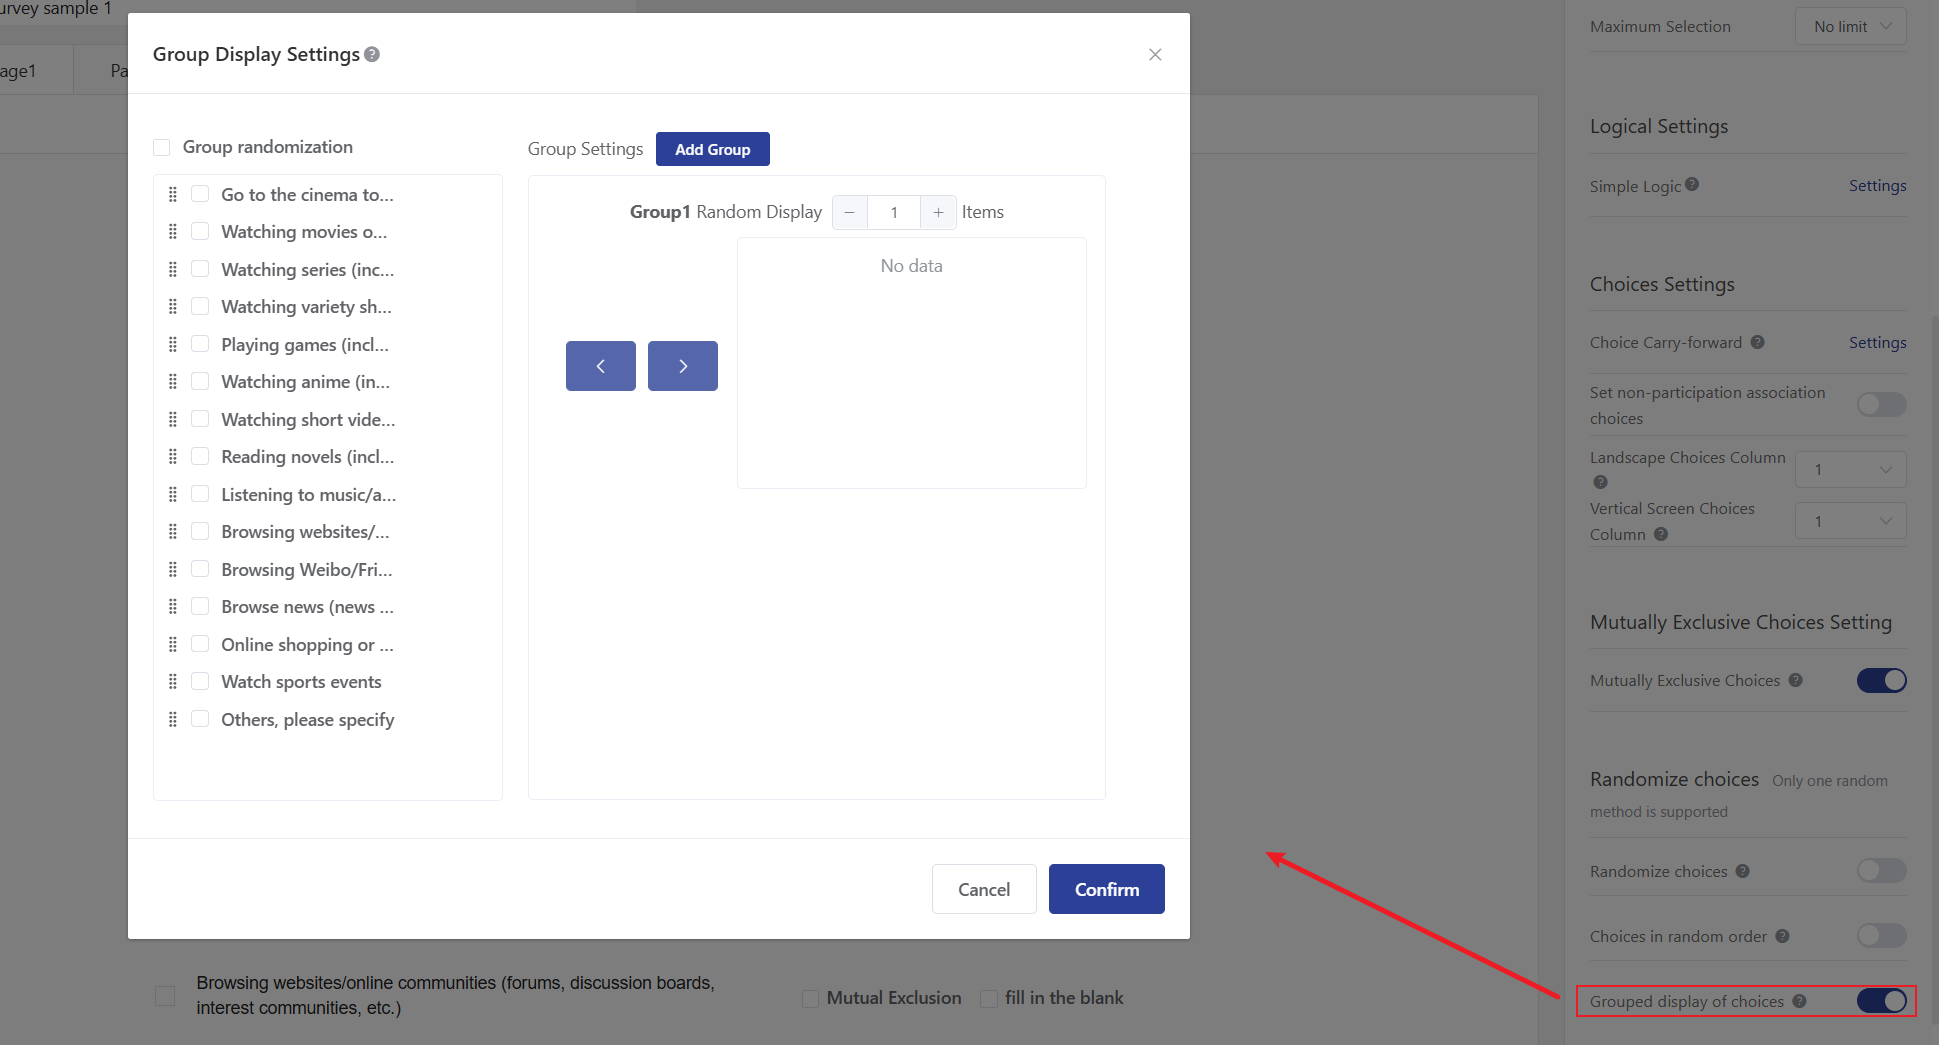 urvey sample 1
age1
Pa
Group Display Settings
Group randomization
Go to the cinema to...
Watching movies o...
Watching series (inc...
Watching variety sh...
Playing games (incl...
Watching anime (in...
Watching short vide...
Reading novels (incl...
Listening to music/a...
Browsing websites/...
Browsing Weibo/Fri...
Browse news (news ...
Online shopping or ...
Watch sports events
Others, please specify
Group Settings
Add Group
Group1 Random Display
1
Items
No data
Cancel
Confirm
Browsing websites/online communities (forums, discussion boards,
interest communities, etc.)
Mutual Exclusion
fill in the blank
Maximum Selection
No limit
Logical Settings
Simple Logic
Settings
Choices Settings
Choice Carry-forward
Settings
Set non-participation association
choices
Landscape Choices Column
1
Vertical Screen Choices
Column
1
Mutually Exclusive Choices Setting
Mutually Exclusive Choices
Randomize choices Only one random
method is supported
Randomize choices
Choices in random order
Grouped display of choices